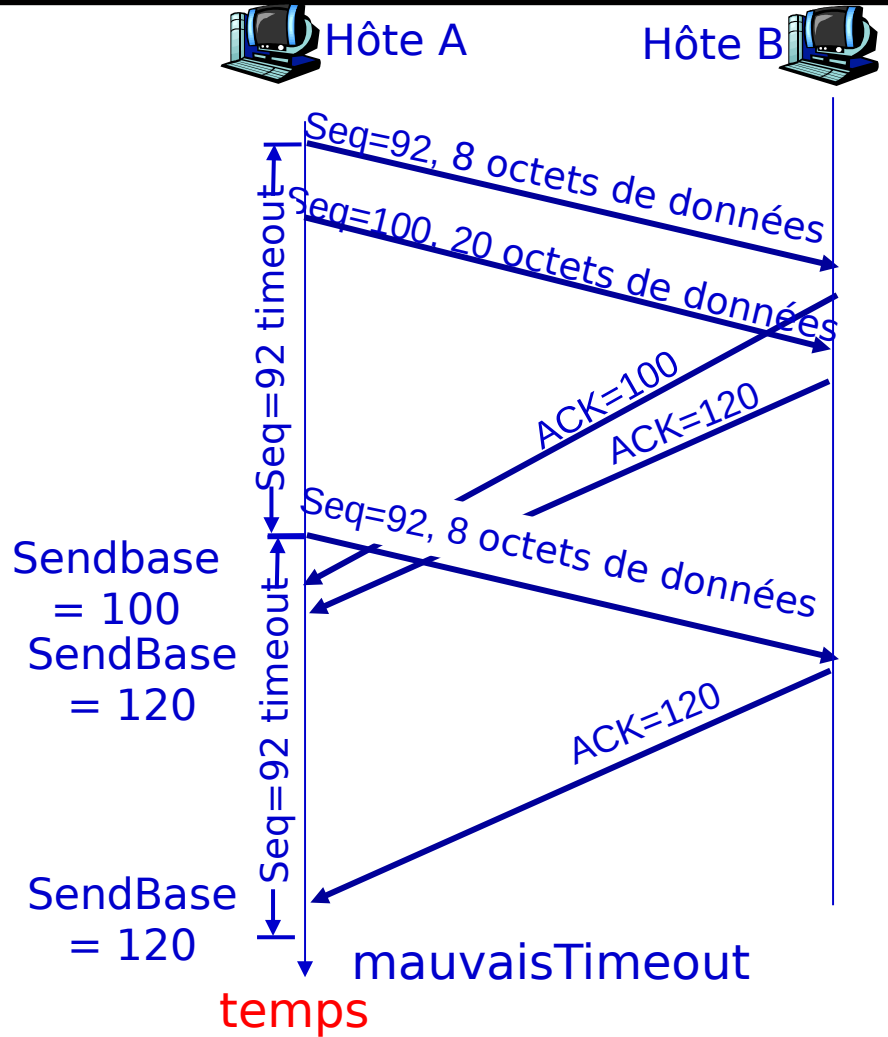 Hôte A
Hôte B
Seq=92, 8 octets de données
Seq=100, 20 octets de données
Seq=92 timeout
ACK=100
ACK=120
Seq=92, 8 octets de données
Sendbase
= 100
SendBase
= 120
Seq=92 timeout
ACK=120
SendBase
= 120
mauvaisTimeout
temps